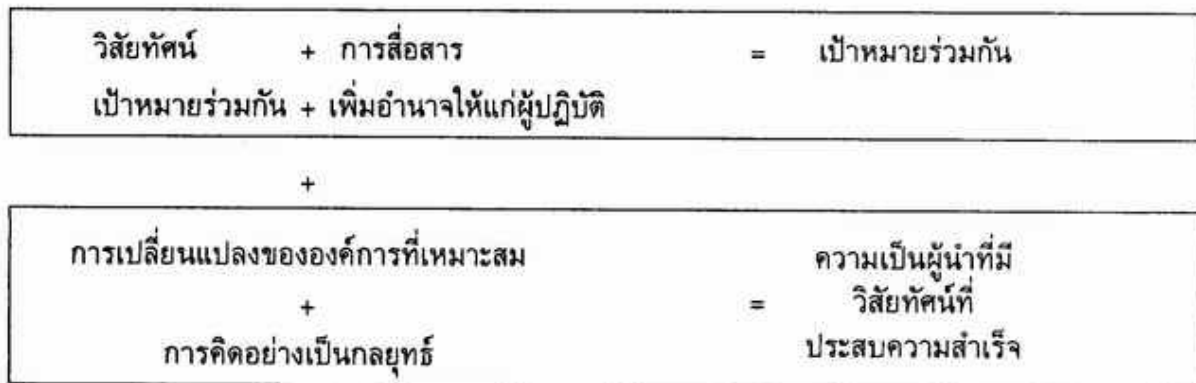 วิสัยทัศน์ + การสื่อสาร = เป้าหมายร่วมกัน
เป้าหมายร่วมกัน + เพิ่มอำนาจให้แก่ผู้ปฏิบัติ
+
การเปลี่ยนแปลงขององค์การที่เหมาะสม
+
การคิดอย่างเป็นกลยุทธ์
=
ความเป็นผู้นำที่มี
วิสัยทัศน์ที่
ประสบความสำเร็จ